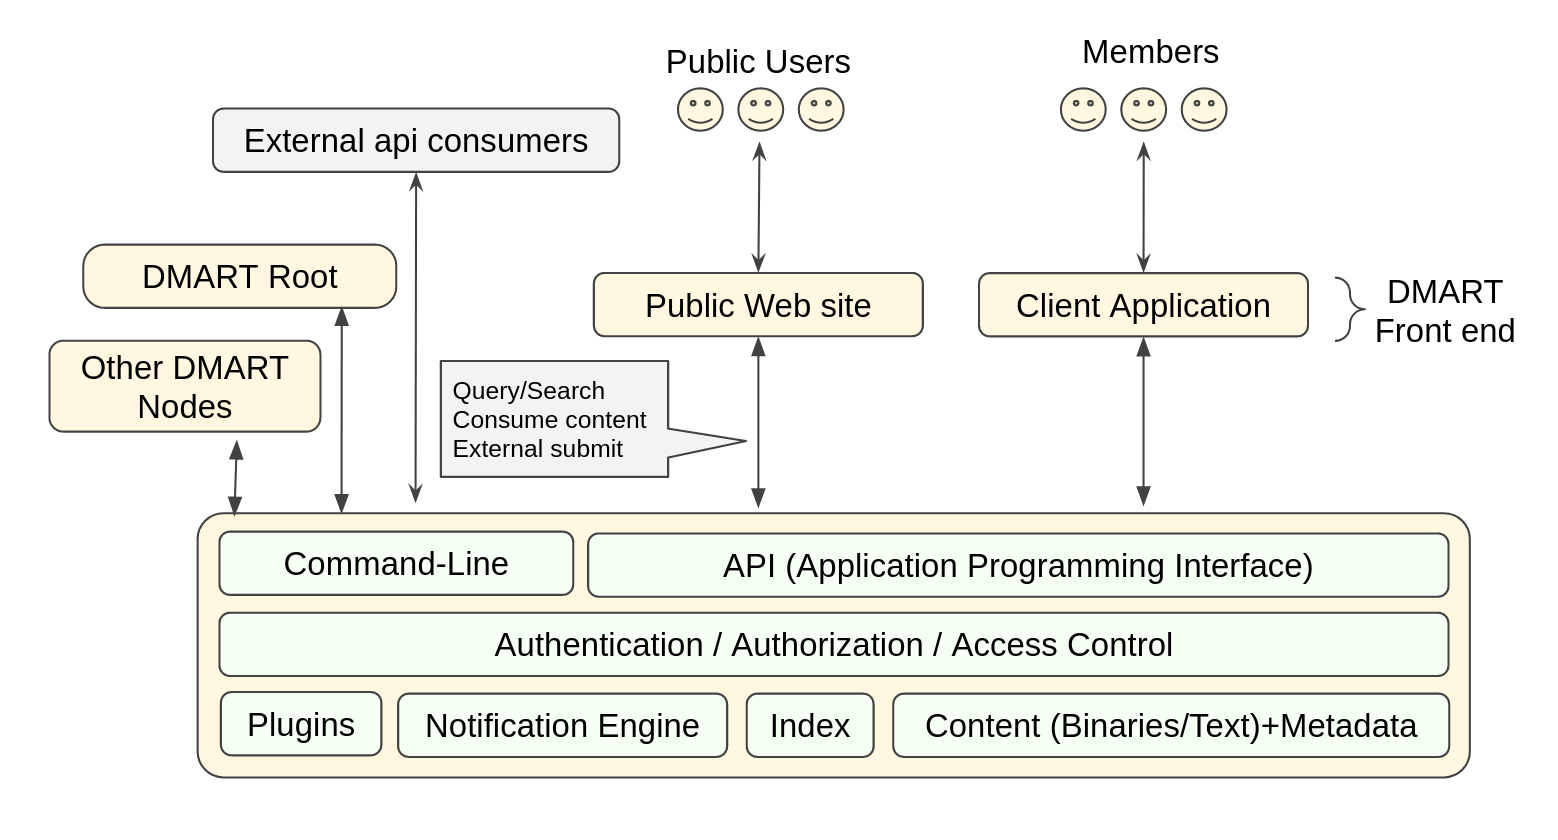 Public Users
Members
External api consumers
DMART Root
Public Web site
Client Application
DMART
Front end
Other DMART
Nodes
Query/Search
Consume content
External submit
Command-Line
API (Application Programming Interface)
Authentication / Authorization / Access Control
Plugins
Notification Engine
Index
Content (Binaries/Text)+Metadata